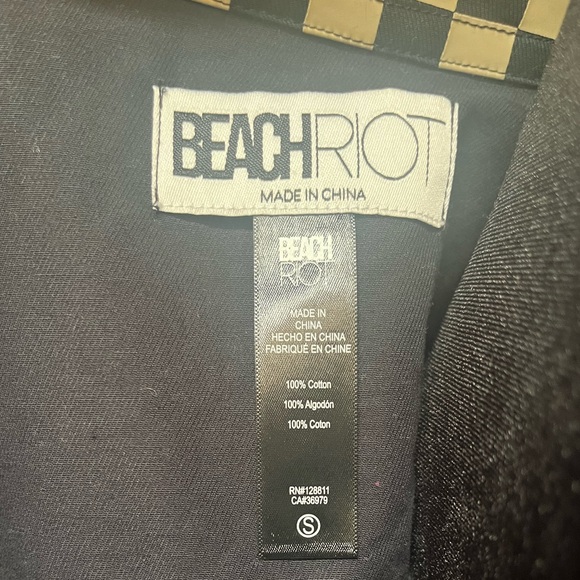 BEACHRIOT
MADE IN CHINA
BEACH
RIOT
MADE IN
CHINA
HECHO EN CHINA
FABRIQUÉ EN CHINE
100% Cotton
100% Algodón
100% Coton
RN#128811
CA#36979
S